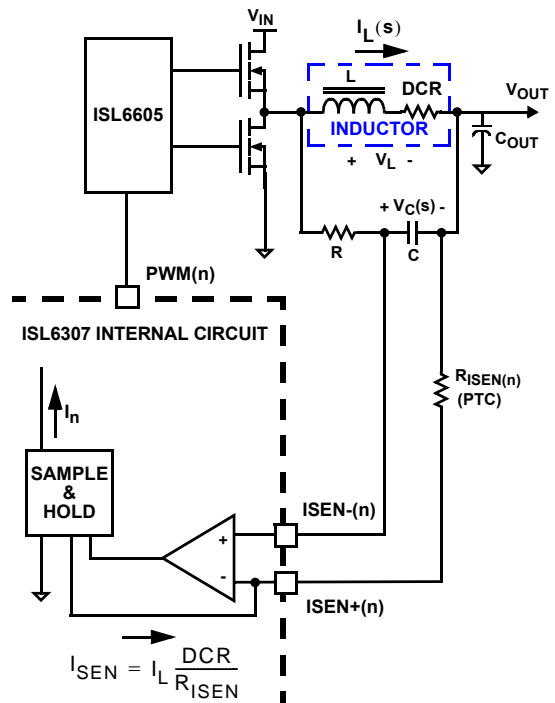 V_IN
I_L(s)
ISL6605
L
DCR
V_OUT
INDUCTOR
C_OUT
+ V_L -
+ V_C(s) -
R
C
PWM(n)
ISL6307 INTERNAL CIRCUIT
R_ISEN(n)
(PTC)
I_n
SAMPLE
&
HOLD
ISEN-(n)
+
-
ISEN+(n)
I_SEN = I_L DCR / R_ISEN